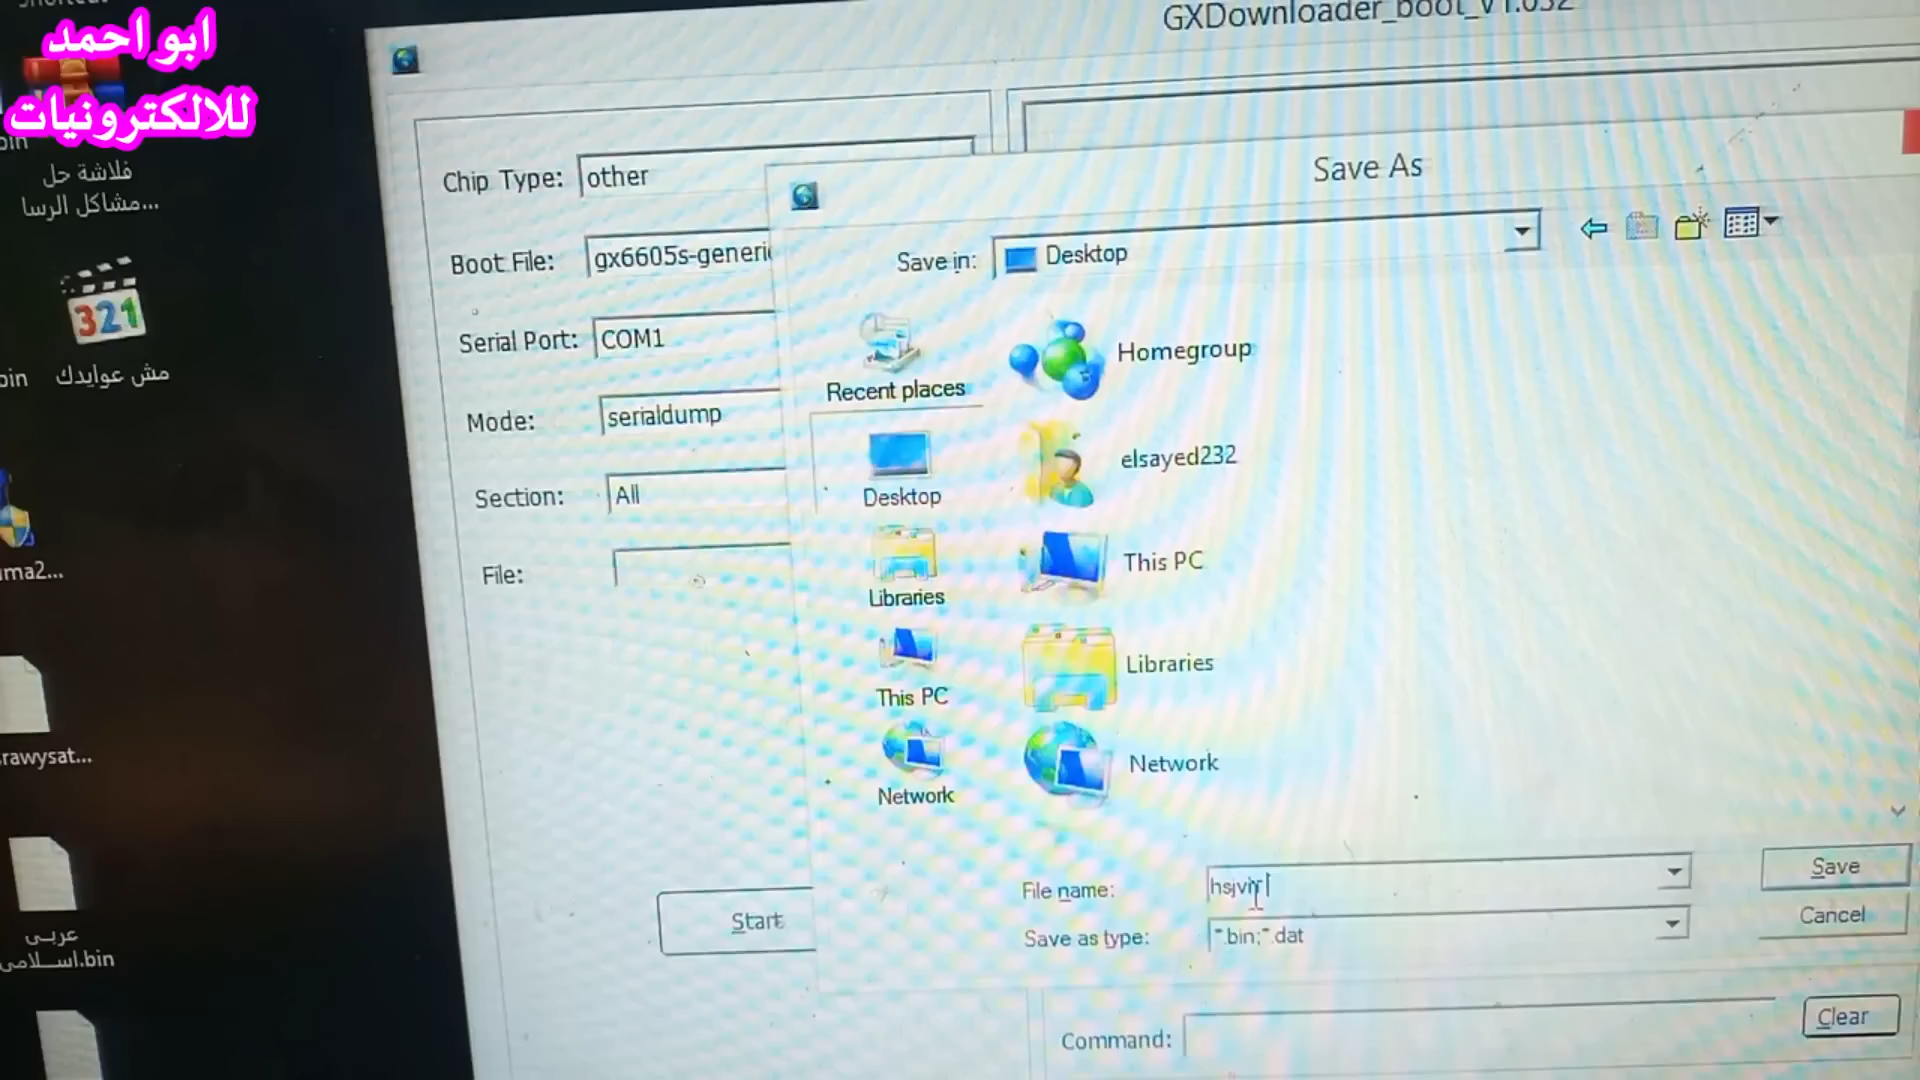 ابو احمد
للالكترونيات
bin
فلاشة حل
مشاكل الرسا...
bin
مش عوايدك
ma2...
rawysat...
عربى
اسلامى.bin
GXDownloader_boot_v1.032
Chip Type: other
Boot File: gx6605s-generic
Serial Port: COM1
Mode: serialdump
Section: All
File:
Start
Save As
Save in: Desktop
Recent places
Desktop
Libraries
This PC
Network
Homegroup
elsayed232
This PC
Libraries
Network
File name:
Save as type: *.bin;*.dat
Save
Cancel
Command:
Clear